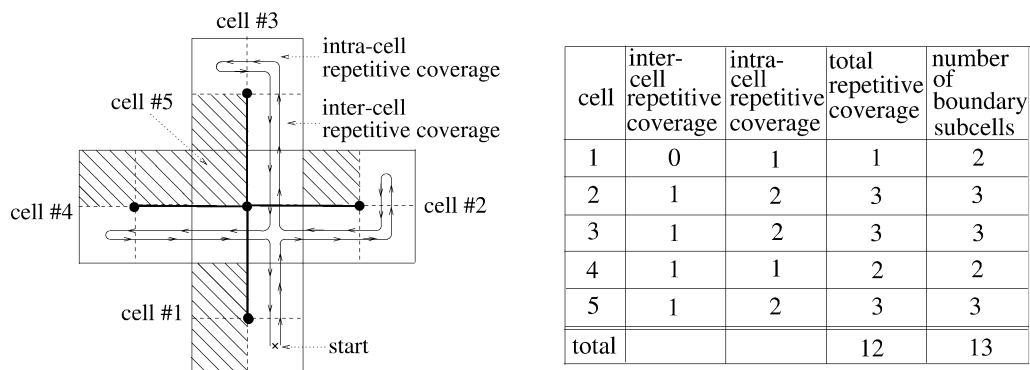 cell #3
intra-cell
repetitive coverage
cell #5
inter-cell
repetitive coverage
cell #4
cell #2
cell #1
start
cell
inter-
cell
repetitive
coverage
intra-
cell
repetitive
coverage
total
repetitive
coverage
number
of
boundary
subcells
1 0 1 1 2
2 1 2 3 3
3 1 2 3 3
4 1 1 2 2
5 1 2 3 3
total 12 13